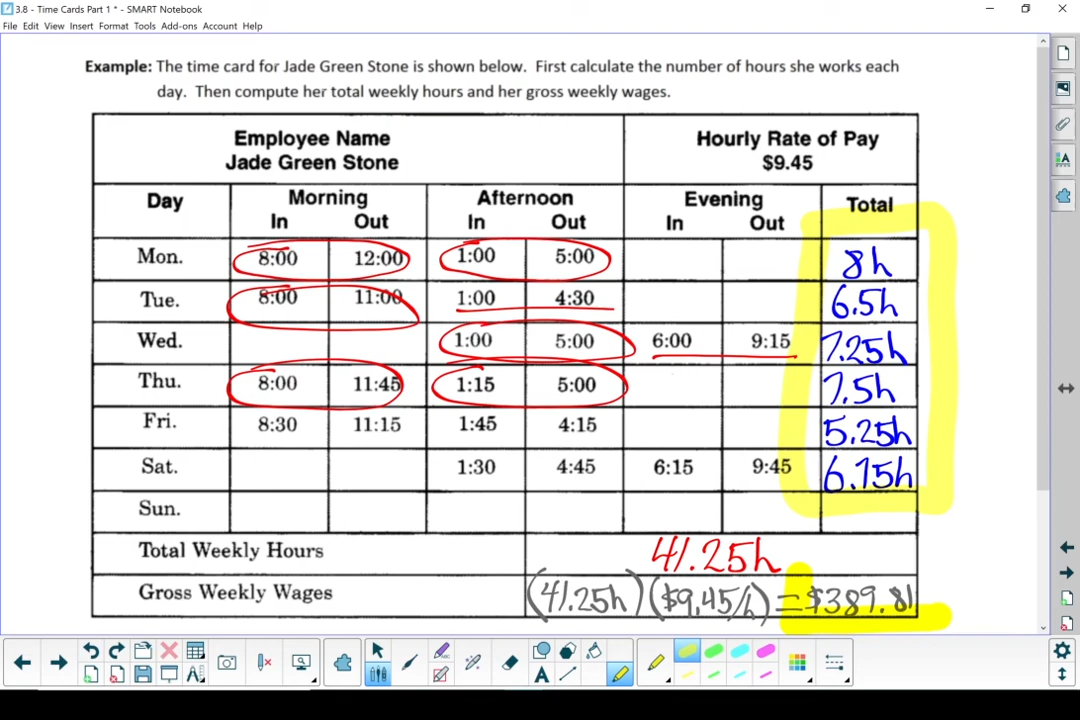 3.8 - Time Cards Part 1 * - SMART Notebook
File Edit View Insert Format Tools Add-ons Account Help
Example: The time card for Jade Green Stone is shown below. First calculate the number of hours she works each
day. Then compute her total weekly hours and her gross weekly wages.
Employee Name Hourly Rate of Pay
Jade Green Stone $9.45
Day Morning Afternoon Evening Total
In Out In Out In Out
Mon. 8:00 12:00 1:00 5:00 8h
Tue. 8:00 11:00 1:00 4:30 6.5h
Wed. 1:00 5:00 6:00 9:15 7.25h
Thu. 8:00 11:45 1:15 5:00 7.5h
Fri. 8:30 11:15 1:45 4:15 5.25h
Sat. 1:30 4:45 6:15 9:45 6.75h
Sun.
Total Weekly Hours 41.25h
Gross Weekly Wages (41.25h)($9.45/h) = $389.81